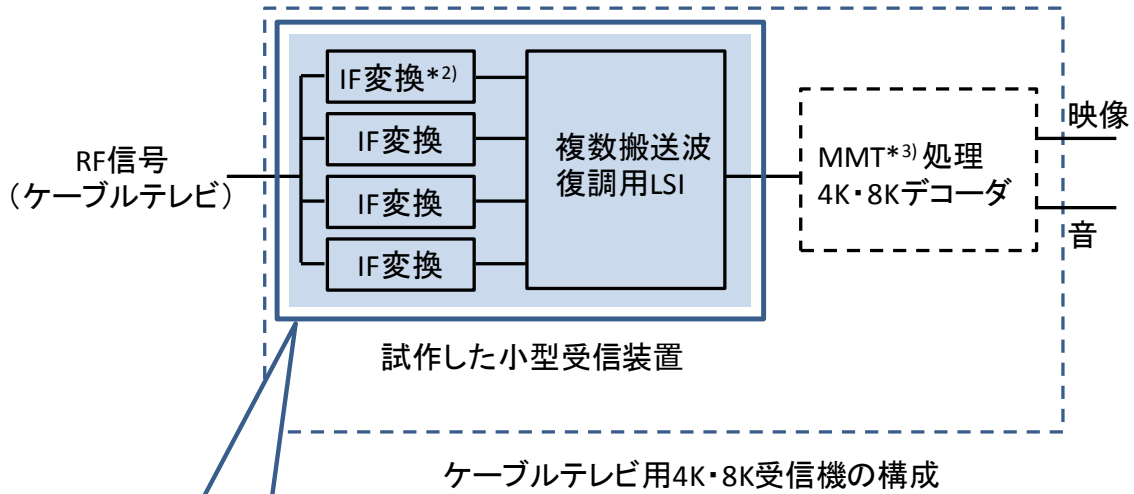 RF信号
(ケーブルテレビ)
IF変換*2)
IF変換
IF変換
IF変換
複数搬送波
復調用LSI
MMT*3)処理
4K・8Kデコーダ
映像
音
試作した小型受信装置
ケーブルテレビ用4K・8K受信機の構成